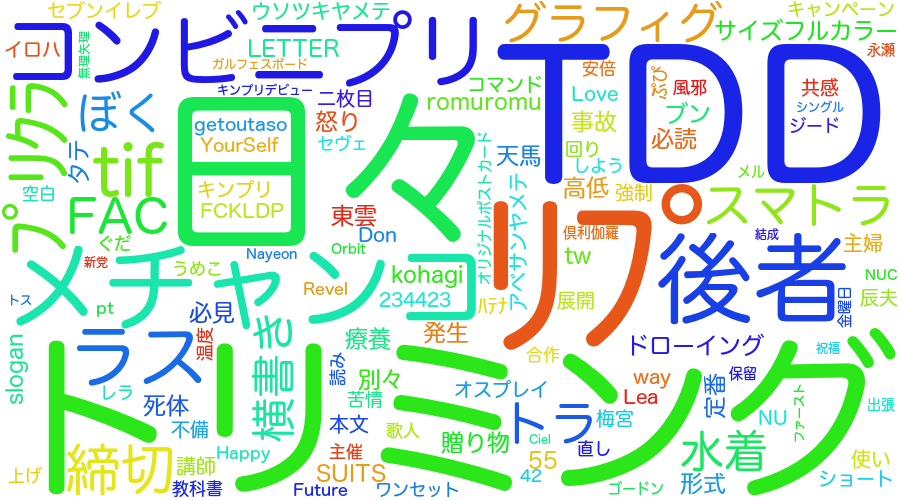 セブンイレブ
ウソツキヤメテ
グラフィグ
キャンペーン
コンビニプリ
イロハ
無理矢理
LETTER
ガルフェスボード
キンプリデビュー
二枚目
コマンド
安倍
TDD
サイズフルカラー
永瀬
プリクラ
ぼく
getoutaso
YourSelf
怒り
セヴェ
romuromu
Love
ぷび
風邪
共感
シングル
ブン
ジード
事故
必読
タテ
tif
日々
キンプリ
FCKLDP
天馬
回り
しよう
メル
空白
FAC
東雲
オリジナルポストカード
アベサンヤメテ
高低
強制
スマトラ
ぐだ
Don
リプ
倶利伽羅
結成
主婦
新党
うめこ
Nayeon
Orbit
kohagi
tw
後者
NUC
メチャンコ
Revel
234423
ハテナ
展開
金曜日
辰夫
トス
pt
必見
温度
横書き
療養
発生
合作
ドローイング
祝福
slogan
ラス
読み
別々
オスプレイ
way
保留
レラ
死体
苦情
Lea
定番
ファースト
出張
トリミング
不備
本文
歌人
贈り物
トラ
梅宮
NU
締切
講師
Happy
主催
Ciel
直し
水着
使い
上げ
教科書
SUITS
Future
ワンセット
55
42
ゴードン
形式
ショート